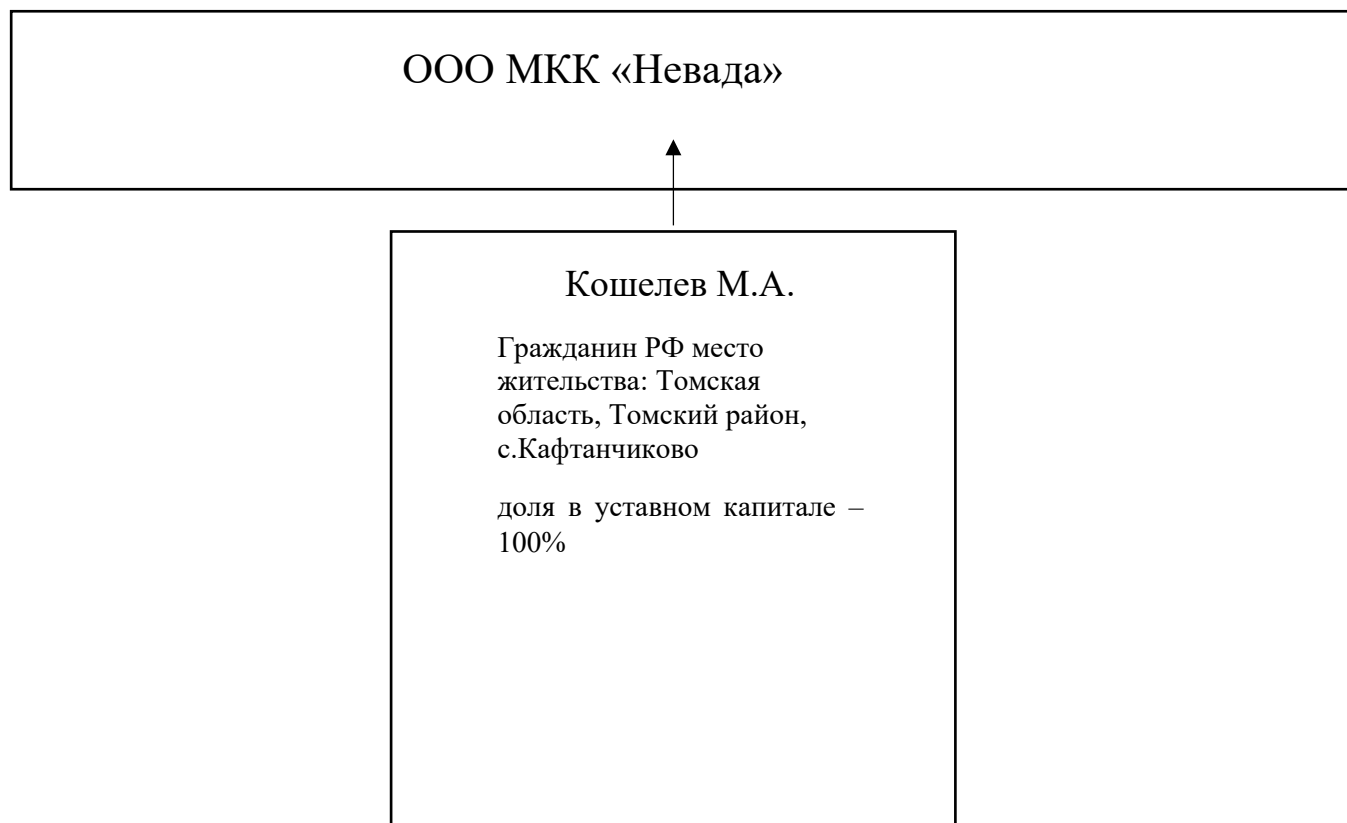 ООО МКК «Невада»
Кошелев М.А.
Гражданин РФ место
жительства: Томская
область, Томский район,
с.Кафтанчиково
доля в уставном капитале –
100%